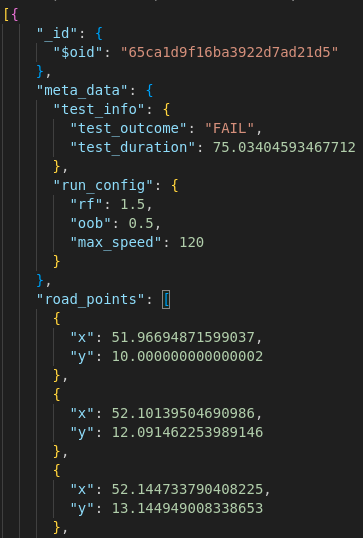 [{
    "_id": {
      "$oid": "65ca1d9f16ba3922d7ad21d5"
    },
    "meta_data": {
      "test_info": {
        "test_outcome": "FAIL",
        "test_duration": 75.03404593467712
      },
      "run_config": {
        "rf": 1.5,
        "oob": 0.5,
        "max_speed": 120
      }
    },
    "road_points": [
      {
        "x": 51.96694871599037,
        "y": 10.000000000000002
      },
      {
        "x": 52.10139504690986,
        "y": 12.091462253989146
      },
      {
        "x": 52.144733790408225,
        "y": 13.144949008338653
      },